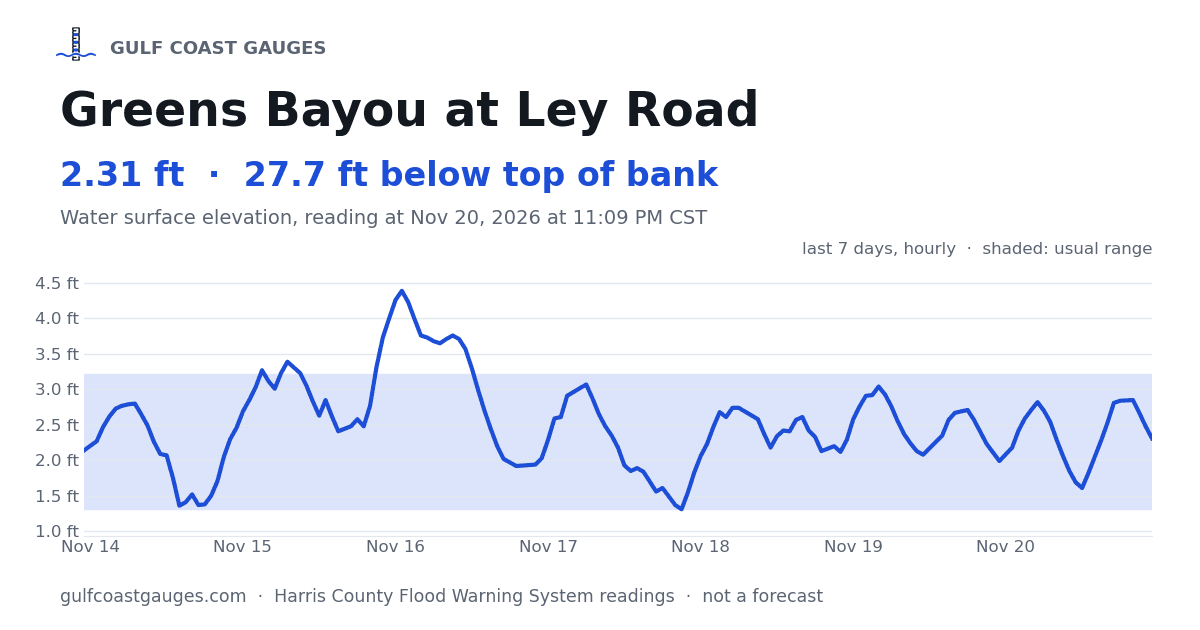 GULF COAST GAUGES
Greens Bayou at Ley Road
2.31 ft · 27.7 ft below top of bank
Water surface elevation, reading at Nov 20, 2026 at 11:09 PM CST
last 7 days, hourly · shaded: usual range
4.5 ft
4.0 ft
3.5 ft
3.0 ft
2.5 ft
2.0 ft
1.5 ft
1.0 ft
Nov 14 Nov 15 Nov 16 Nov 17 Nov 18 Nov 19 Nov 20
gulfcoastgauges.com · Harris County Flood Warning System readings · not a forecast